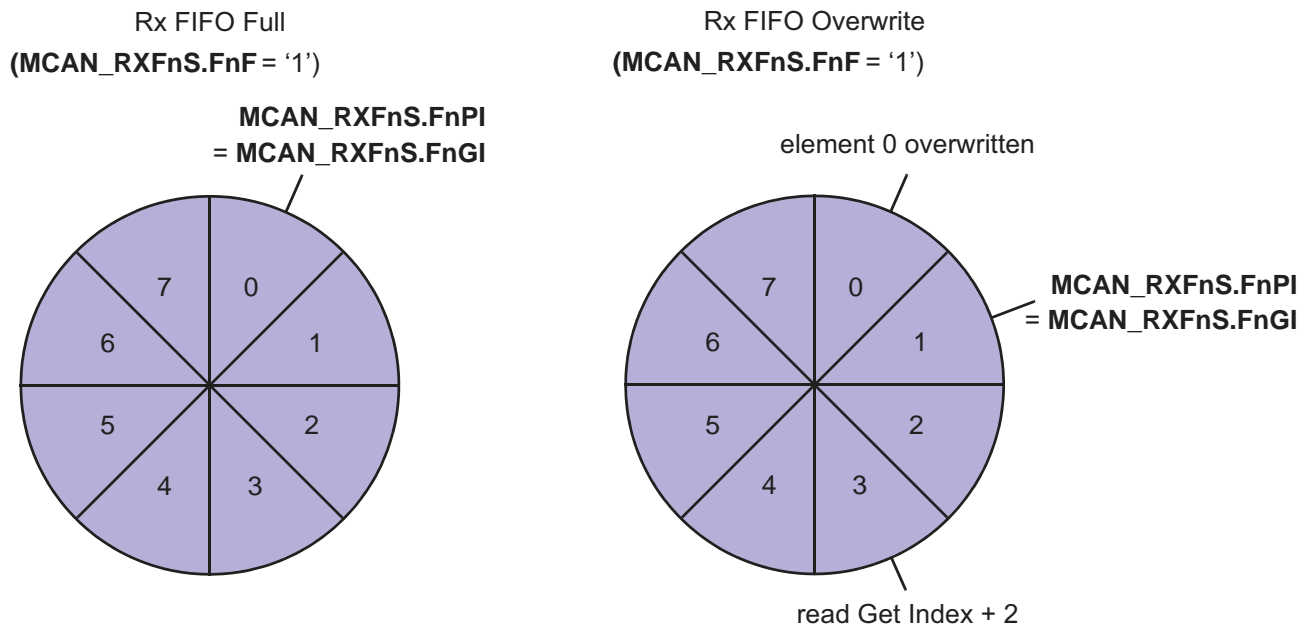 Rx FIFO Full
(MCAN_RXFnS.FnF = ‘1’)
MCAN_RXFnS.FnPI
= MCAN_RXFnS.FnGI
7
0
6
1
5
2
4
3
Rx FIFO Overwrite
(MCAN_RXFnS.FnF = ‘1’)
element 0 overwritten
MCAN_RXFnS.FnPI
= MCAN_RXFnS.FnGI
7
0
6
1
5
2
4
3
read Get Index + 2